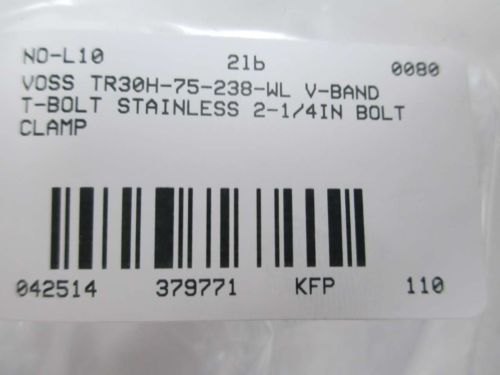 NO-L10 21b 0080
VOSS TR30H-75-238-WL V-BAND
T-BOLT STAINLESS 2-1/4IN BOLT
CLAMP
042514 379771 KFP 110